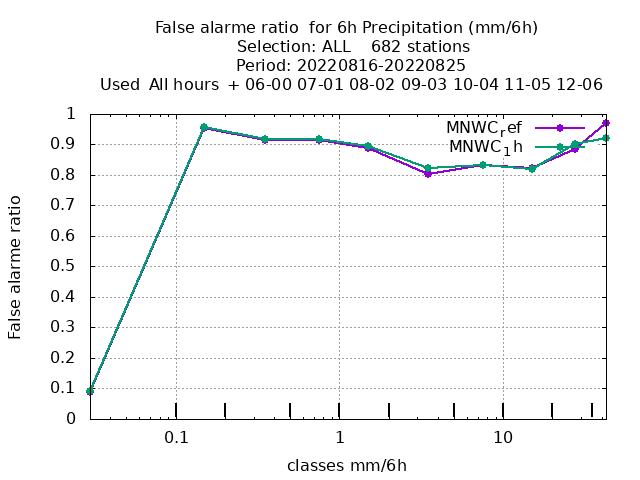 False alarme ratio  for 6h Precipitation (mm/6h)
Selection: ALL    682 stations
Period: 20220816-20220825
Used  All hours  + 06-00 07-01 08-02 09-03 10-04 11-05 12-06
MNWCref
MNWC1h
1
0.9
0.8
0.7
0.6
0.5
0.4
0.3
0.2
0.1
0
False alarme ratio
0.1 1 10
classes mm/6h